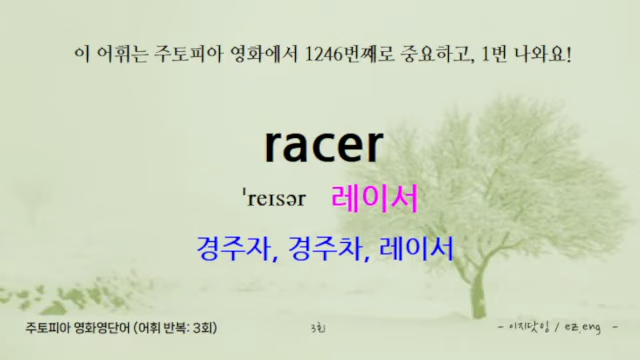 이 어휘는 주토피아 영화에서 1246번째로 중요하고, 1번 나와요!
racer
ˈreɪsər 레이서
경주자, 경주차, 레이서
주토피아 영화영단어 (어휘 반복: 3회) 3회 - 이지닷잉 / ez.eng -